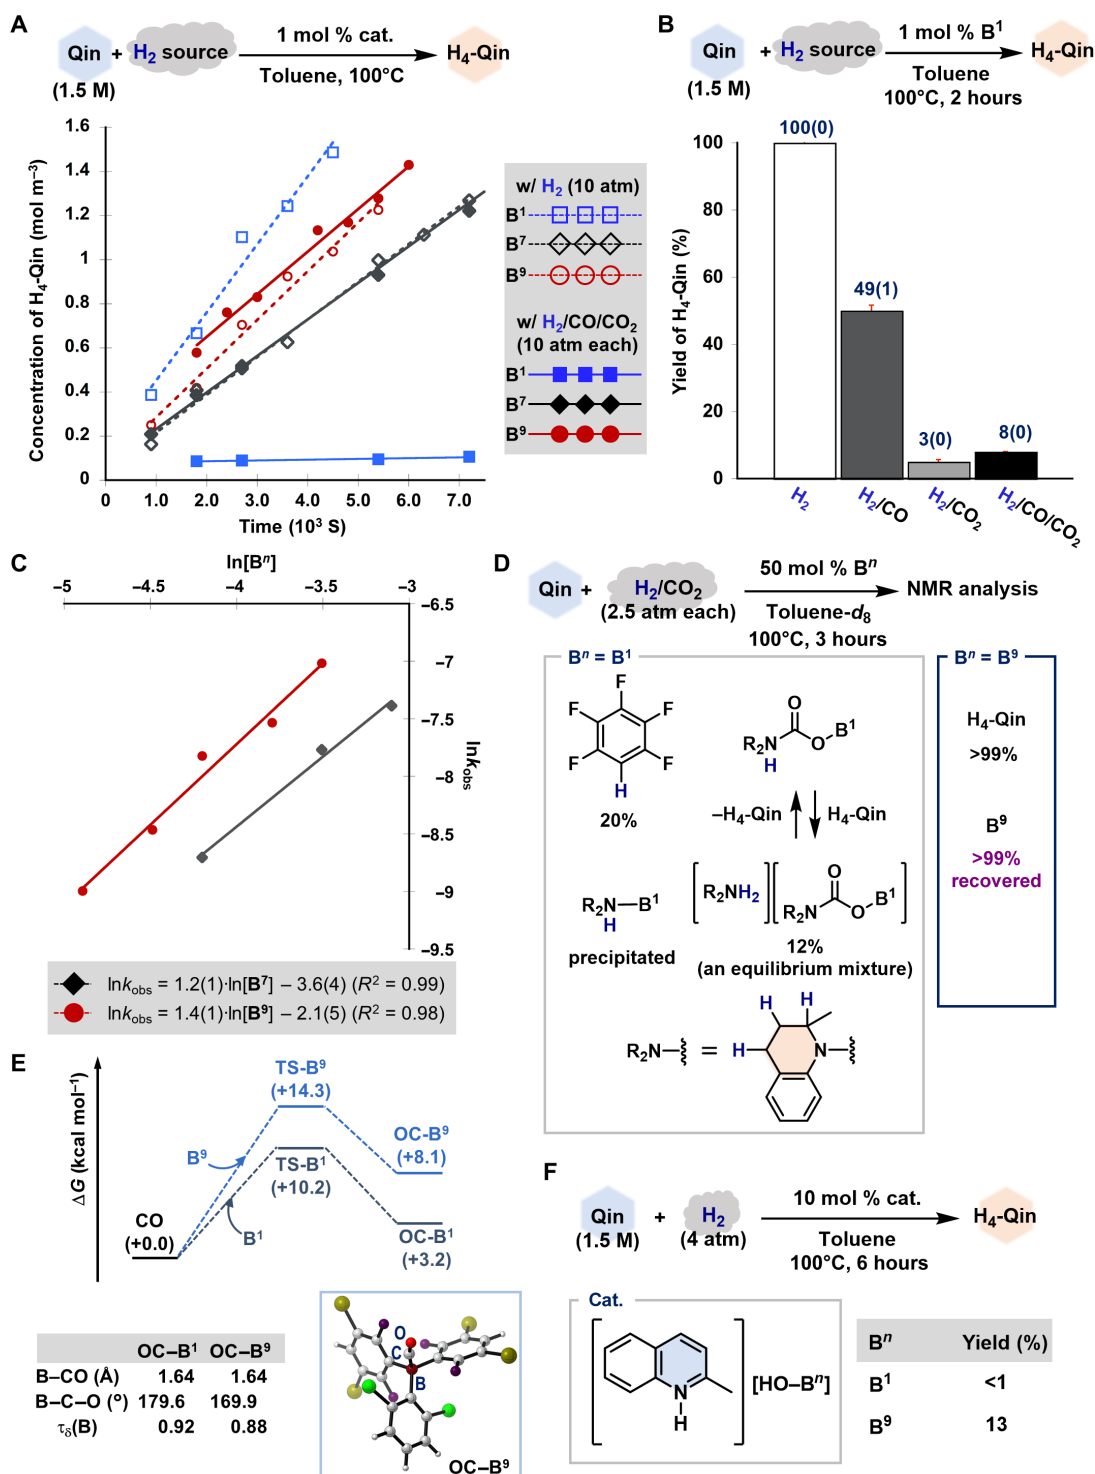 A
Qin + H₂ source
(1.5 M)
1 mol % cat.
Toluene, 100°C
H₄-Qin
Concentration of H₄-Qin (mol m⁻³)
1.6
1.4
1.2
1
0.8
0.6
0.4
0.2
0
1.0 2.0 3.0 4.0 5.0 6.0 7.0
Time (10³ S)
w/ H₂ (10 atm)
B¹
B⁷
B⁹
w/ H₂/CO/CO₂
(10 atm each)
B¹
B⁷
B⁹
B
Qin + H₂ source
(1.5 M)
1 mol % B¹
Toluene
100°C, 2 hours
H₄-Qin
Yield of H₄-Qin (%)
100
80
60
40
20
0
100(0)
49(1)
3(0)
8(0)
H₂
H₂/CO
H₂/CO₂
H₂/CO/CO₂
C
ln[Bⁿ]
−5 −4.5 −4 −3.5 −3
−6.5
−7
−7.5
−8
−8.5
−9
−9.5
lnk_obs
lnk_obs = 1.2(1)·ln[B⁷] – 3.6(4) (R² = 0.99)
lnk_obs = 1.4(1)·ln[B⁹] – 2.1(5) (R² = 0.98)
D
Qin + H₂/CO₂
(2.5 atm each)
50 mol % Bⁿ
Toluene-d₈
100°C, 3 hours
NMR analysis
Bⁿ = B¹
F
F F
F F
H
20%
O
R₂N O B¹
H
–H₄-Qin H₄-Qin
R₂N–B¹
H
precipitated
[R₂NH₂] [R₂N O O B¹]
12%
(an equilibrium mixture)
R₂N = H H H N
Bⁿ = B⁹
H₄-Qin
>99%
B⁹
>99%
recovered
E
ΔG (kcal mol⁻¹)
CO
(+0.0)
B⁹
B¹
TS-B⁹
(+14.3)
TS-B¹
(+10.2)
OC-B⁹
(+8.1)
OC-B¹
(+3.2)
OC–B¹ OC–B⁹
B–CO (Å) 1.64 1.64
B–C–O (°) 179.6 169.9
τδ(B) 0.92 0.88
O
C
B
OC–B⁹
F
Qin + H₂
(1.5 M) (4 atm)
10 mol % cat.
Toluene
100°C, 6 hours
H₄-Qin
Cat.
N
H
[HO–Bⁿ]
Bⁿ Yield (%)
B¹ <1
B⁹ 13